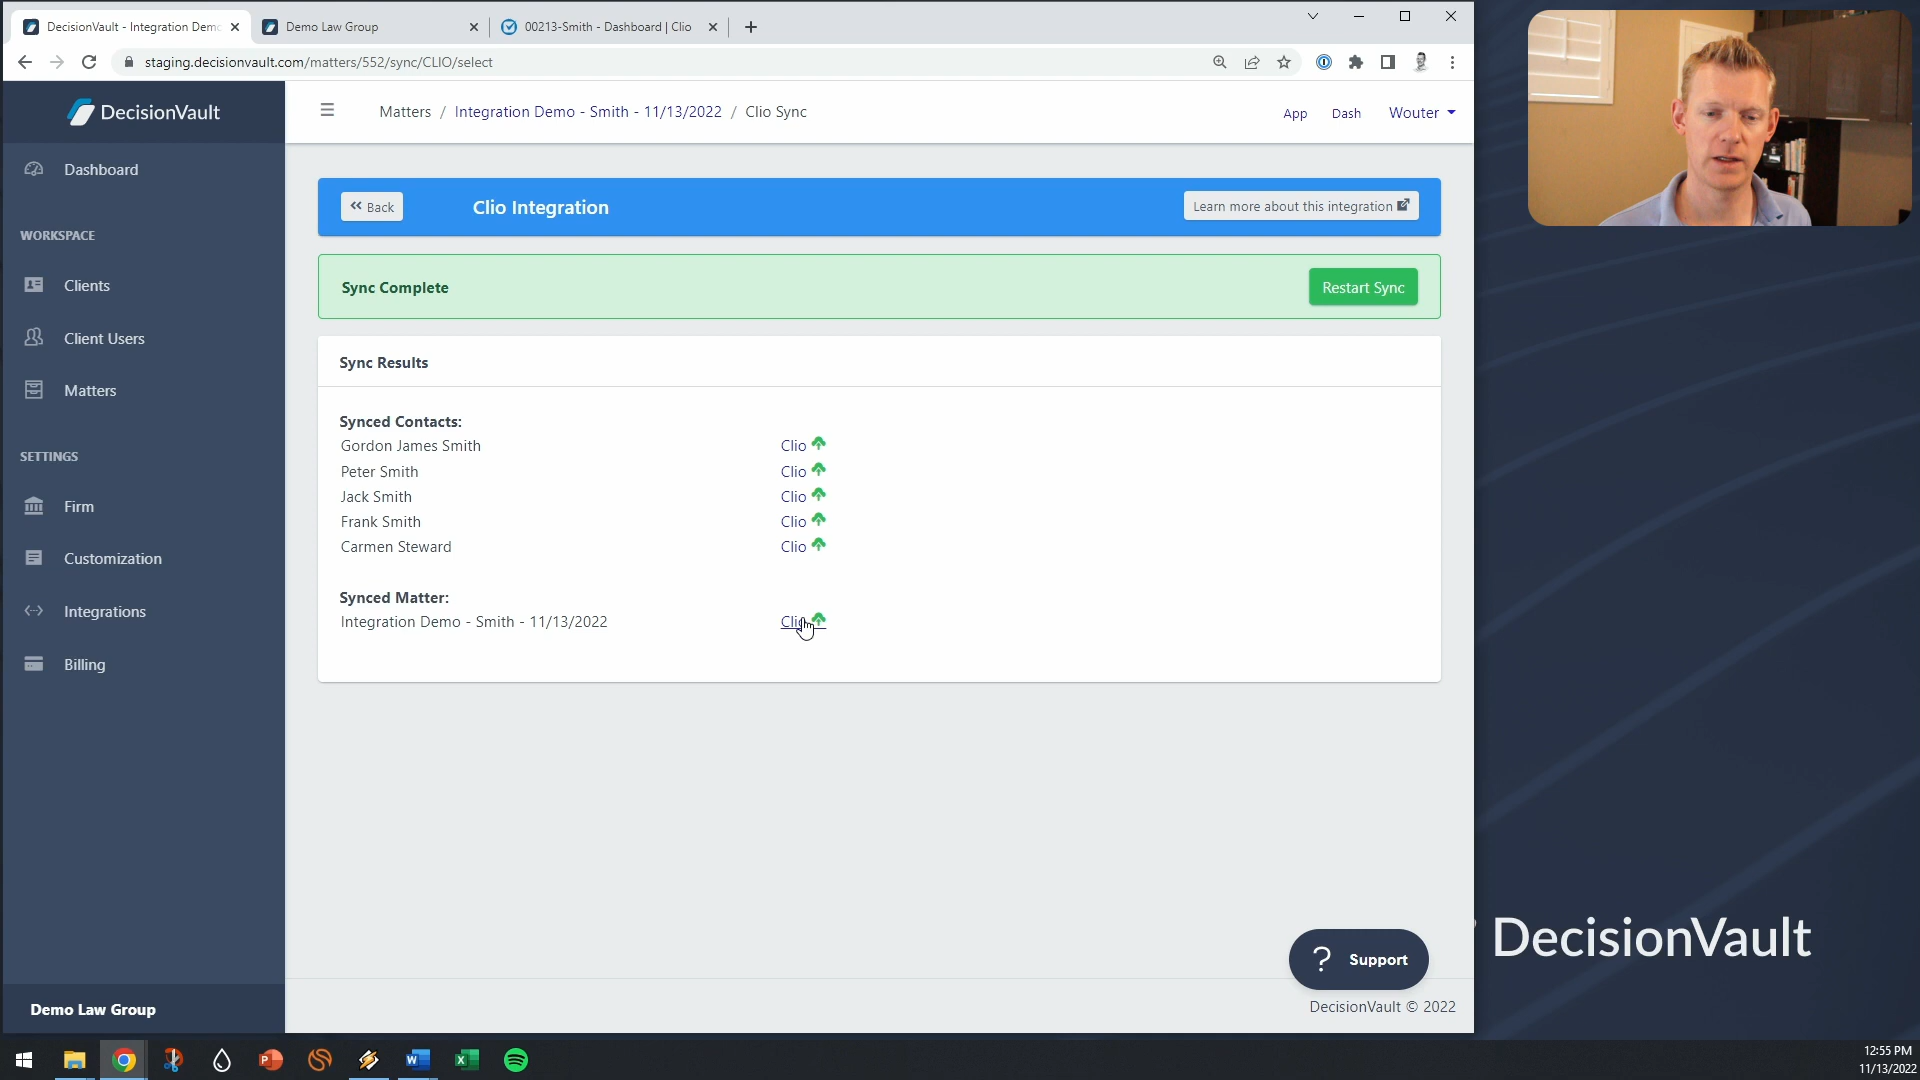 DecisionVault - Integration Demo
Demo Law Group
00213-Smith - Dashboard | Clio
staging.decisionvault.com/matters/552/sync/CLIO/select
DecisionVault
Matters / Integration Demo - Smith - 11/13/2022 / Clio Sync
App
Dash
Wouter
Dashboard
WORKSPACE
Clients
Client Users
Matters
SETTINGS
Firm
Customization
Integrations
Billing
Demo Law Group
Back
Clio Integration
Learn more about this integration
Sync Complete
Restart Sync
Sync Results
Synced Contacts:
Gordon James Smith Clio
Peter Smith Clio
Jack Smith Clio
Frank Smith Clio
Carmen Steward Clio
Synced Matter:
Integration Demo - Smith - 11/13/2022 Clio
? Support
DecisionVault © 2022
DecisionVault
12:55 PM
11/13/2022